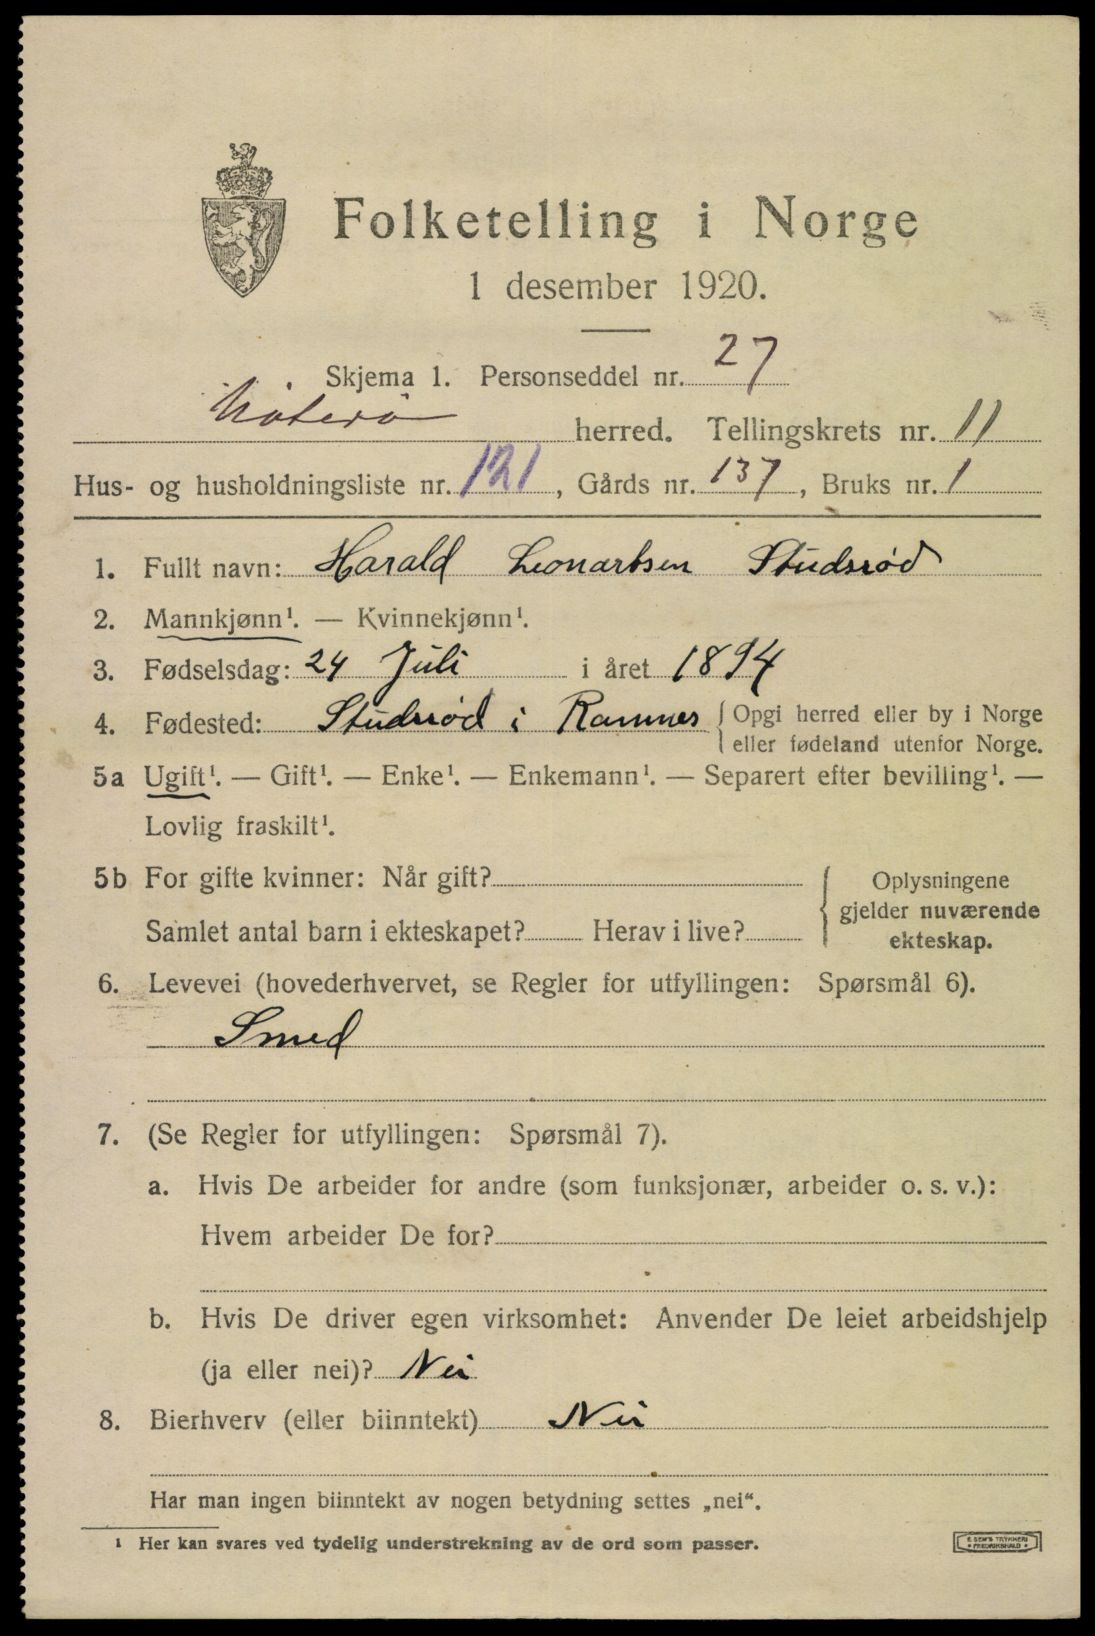 Folketelling i Norge
1 desember 1920.
Skjema 1. Personseddel nr. 27
Nøterø herred. Tellingskrets nr. 11
Hus- og husholdningsliste nr. 121, Gårds nr. 137, Bruks nr. 1
1. Fullt navn: Harald Leonartsen Studsrød
2. Mannkjønn¹. — Kvinnekjønn¹.
3. Fødselsdag: 24 Juli i året 1894
4. Fødested: Studsrød i Ramnes { Opgi herred eller by i Norge
eller fødeland utenfor Norge.
5a Ugift¹. — Gift¹. — Enke¹. — Enkemann¹. — Separert efter bevilling¹. —
Lovlig fraskilt¹.
5b For gifte kvinner: Når gift?
Samlet antal barn i ekteskapet? Herav i live?
Oplysningene
gjelder nuværende
ekteskap.
6. Levevei (hovederhvervet, se Regler for utfyllingen: Spørsmål 6).
Smed
7. (Se Regler for utfyllingen: Spørsmål 7).
a. Hvis De arbeider for andre (som funksjonær, arbeider o. s. v.):
Hvem arbeider De for?
b. Hvis De driver egen virksomhet: Anvender De leiet arbeidshjelp
(ja eller nei)? Nei
8. Bierhverv (eller biinntekt) Nei
Har man ingen biinntekt av nogen betydning settes „nei“.
¹ Her kan svares ved tydelig understrekning av de ord som passer.
E. SEM'S TRYKKERI
FREDRIKSHALD